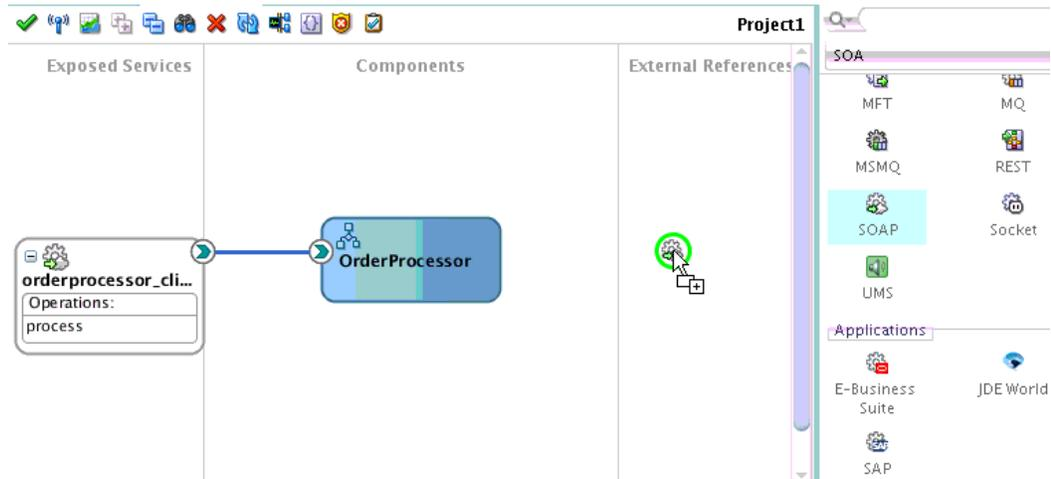 Project1
Exposed Services
Components
External References
orderprocessor_cli...
Operations:
process
OrderProcessor
SOA
MFT
MQ
MSMQ
REST
SOAP
Socket
UMS
Applications
E-Business
Suite
JDE World
SAP